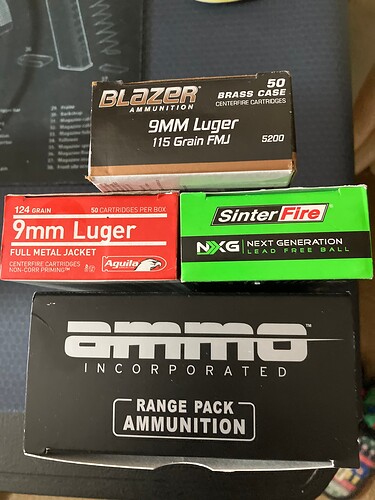 BLAZER
AMMUNITION
50
BRASS CASE
CENTERFIRE CARTRIDGES
9MM Luger
115 Grain FMJ
5200
124 GRAIN
50 CARTRIDGES PER BOX
9mm Luger
FULL METAL JACKET
CENTERFIRE CARTRIDGES
NON-CORR PRIMING™
Aguila
SinterFire
NXG NEXT GENERATION
LEAD FREE BALL
ammo™
INCORPORATED
RANGE PACK
AMMUNITION